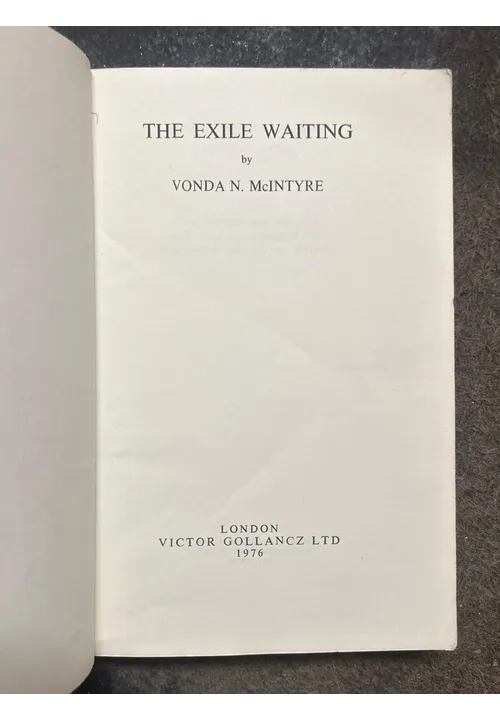 THE EXILE WAITING
by
VONDA N. McINTYRE
LONDON
VICTOR GOLLANCZ LTD
1976